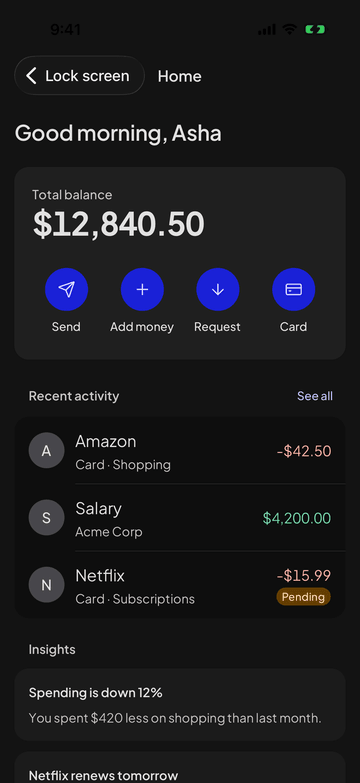 9:41
Lock screen
Home
Good morning, Asha
Total balance
$12,840.50
Send
Add money
Request
Card
Recent activity
See all
A
Amazon
Card · Shopping
-$42.50
S
Salary
Acme Corp
$4,200.00
N
Netflix
Card · Subscriptions
-$15.99
Pending
Insights
Spending is down 12%
You spent $420 less on shopping than last month.
Netflix renews tomorrow